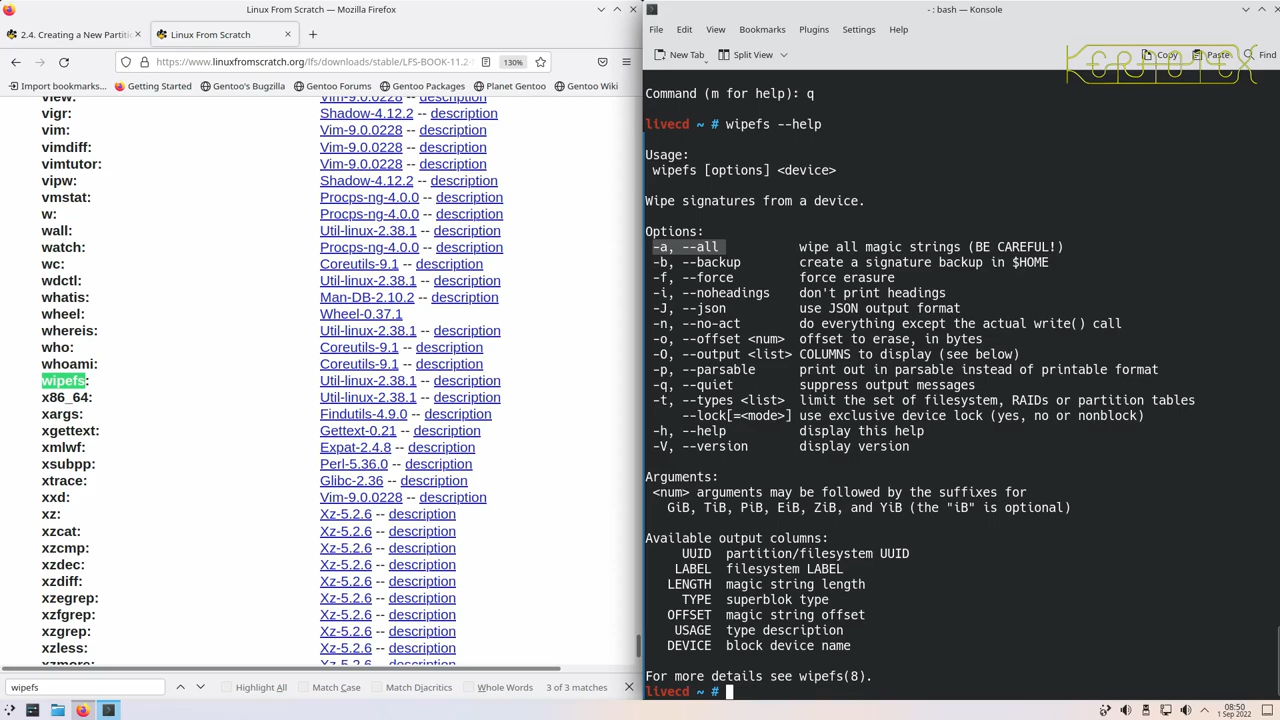 Linux From Scratch — Mozilla Firefox
2.4. Creating a New Partiti
Linux From Scratch
https://www.linuxfromscratch.org/lfs/downloads/stable/LFS-BOOK-11.2-
130%
Import bookmarks...
Getting Started
Gentoo's Bugzilla
Gentoo Forums
Gentoo Packages
Planet Gentoo
Gentoo Wiki
view: Vim-9.0.0228 -- description
vigr: Shadow-4.12.2 -- description
vim: Vim-9.0.0228 -- description
vimdiff: Vim-9.0.0228 -- description
vimtutor: Vim-9.0.0228 -- description
vipw: Shadow-4.12.2 -- description
vmstat: Procps-ng-4.0.0 -- description
w: Procps-ng-4.0.0 -- description
wall: Util-linux-2.38.1 -- description
watch: Procps-ng-4.0.0 -- description
wc: Coreutils-9.1 -- description
wdctl: Util-linux-2.38.1 -- description
whatis: Man-DB-2.10.2 -- description
wheel: Wheel-0.37.1
whereis: Util-linux-2.38.1 -- description
who: Coreutils-9.1 -- description
whoami: Coreutils-9.1 -- description
wipefs: Util-linux-2.38.1 -- description
x86_64: Util-linux-2.38.1 -- description
xargs: Findutils-4.9.0 -- description
xgettext: Gettext-0.21 -- description
xmlwf: Expat-2.4.8 -- description
xsubpp: Perl-5.36.0 -- description
xtrace: Glibc-2.36 -- description
xxd: Vim-9.0.0228 -- description
xz: Xz-5.2.6 -- description
xzcat: Xz-5.2.6 -- description
xzcmp: Xz-5.2.6 -- description
xzdec: Xz-5.2.6 -- description
xzdiff: Xz-5.2.6 -- description
xzegrep: Xz-5.2.6 -- description
xzfgrep: Xz-5.2.6 -- description
xzgrep: Xz-5.2.6 -- description
xzless: Xz-5.2.6 -- description
xzmore: Xz-5.2.6 -- description
wipefs
Highlight All
Match Case
Match Diacritics
Whole Words
3 of 3 matches
- : bash — Konsole
File Edit View Bookmarks Plugins Settings Help
New Tab
Split View
Copy
Paste
Find
KERNOTEX
Command (m for help): q
livecd ~ # wipefs --help
Usage:
wipefs [options] <device>
Wipe signatures from a device.
Options:
-a, --all wipe all magic strings (BE CAREFUL!)
-b, --backup create a signature backup in $HOME
-f, --force force erasure
-i, --noheadings don't print headings
-J, --json use JSON output format
-n, --no-act do everything except the actual write() call
-o, --offset <num> offset to erase, in bytes
-O, --output <list> COLUMNS to display (see below)
-p, --parsable print out in parsable instead of printable format
-q, --quiet suppress output messages
-t, --types <list> limit the set of filesystem, RAIDs or partition tables
--lock[=<mode>] use exclusive device lock (yes, no or nonblock)
-h, --help display this help
-V, --version display version
Arguments:
<num> arguments may be followed by the suffixes for
GiB, TiB, PiB, EiB, ZiB, and YiB (the "iB" is optional)
Available output columns:
UUID partition/filesystem UUID
LABEL filesystem LABEL
LENGTH magic string length
TYPE superblok type
OFFSET magic string offset
USAGE type description
DEVICE block device name
For more details see wipefs(8).
livecd ~ #
08:50
1 Sep 2022